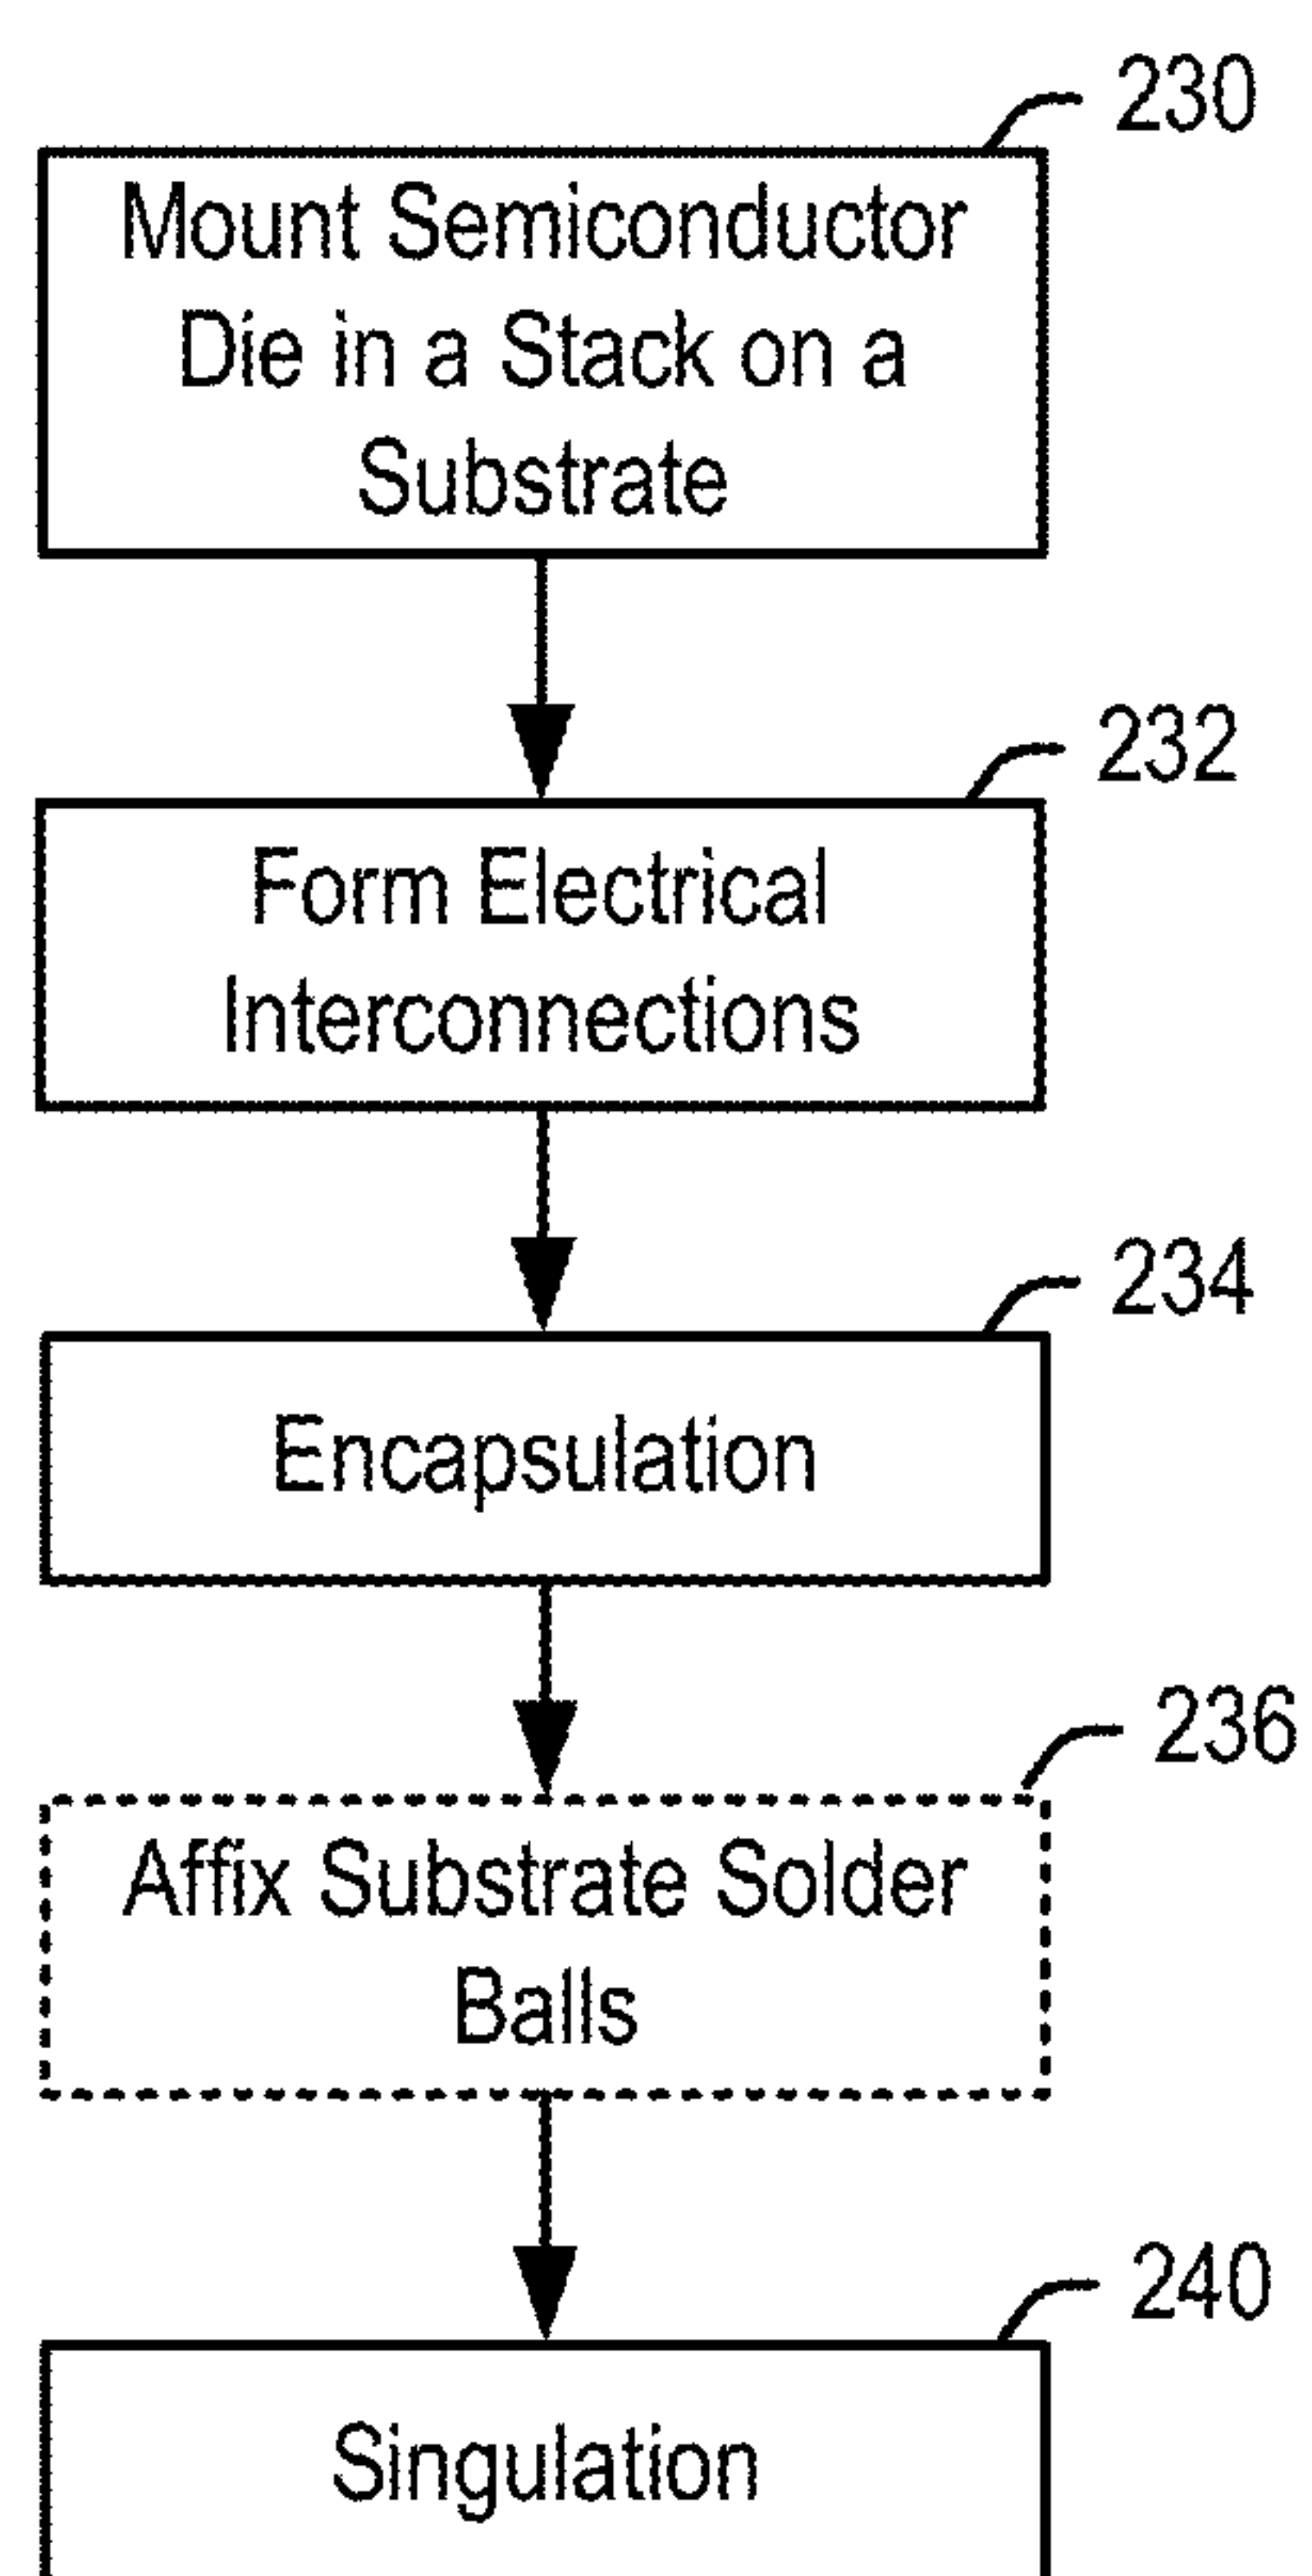 230
Mount Semiconductor
Die in a Stack on a
Substrate
232
Form Electrical
Interconnections
234
Encapsulation
236
Affix Substrate Solder
Balls
240
Singulation